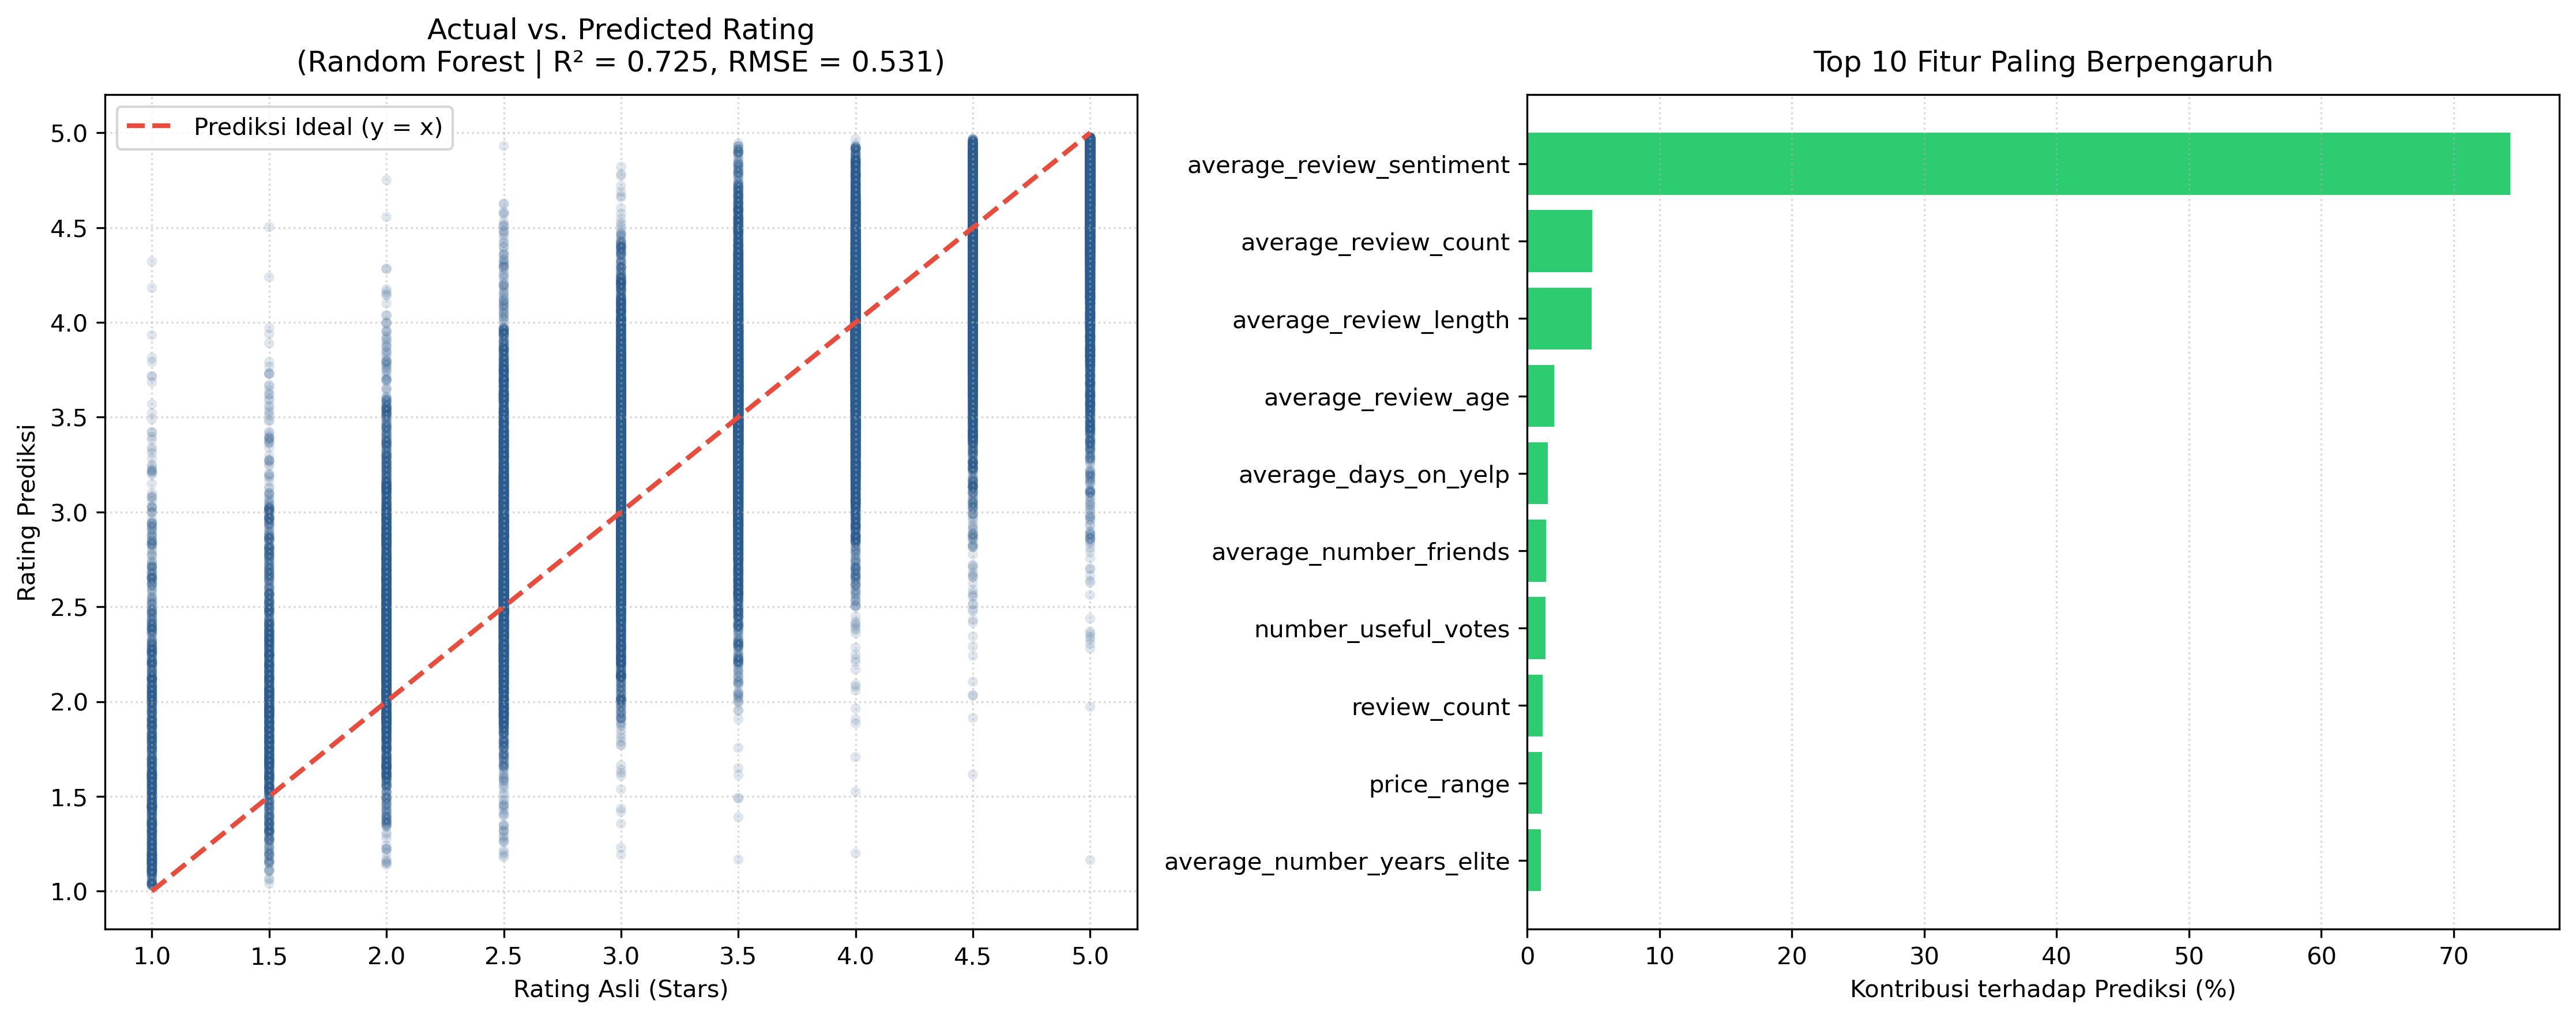 Actual vs. Predicted Rating
(Random Forest | R² = 0.725, RMSE = 0.531)
Prediksi Ideal (y = x)
Rating Prediksi
5.0
4.5
4.0
3.5
3.0
2.5
2.0
1.5
1.0
1.0 1.5 2.0 2.5 3.0 3.5 4.0 4.5 5.0
Rating Asli (Stars)
Top 10 Fitur Paling Berpengaruh
average_review_sentiment
average_review_count
average_review_length
average_review_age
average_days_on_yelp
average_number_friends
number_useful_votes
review_count
price_range
average_number_years_elite
0 10 20 30 40 50 60 70
Kontribusi terhadap Prediksi (%)